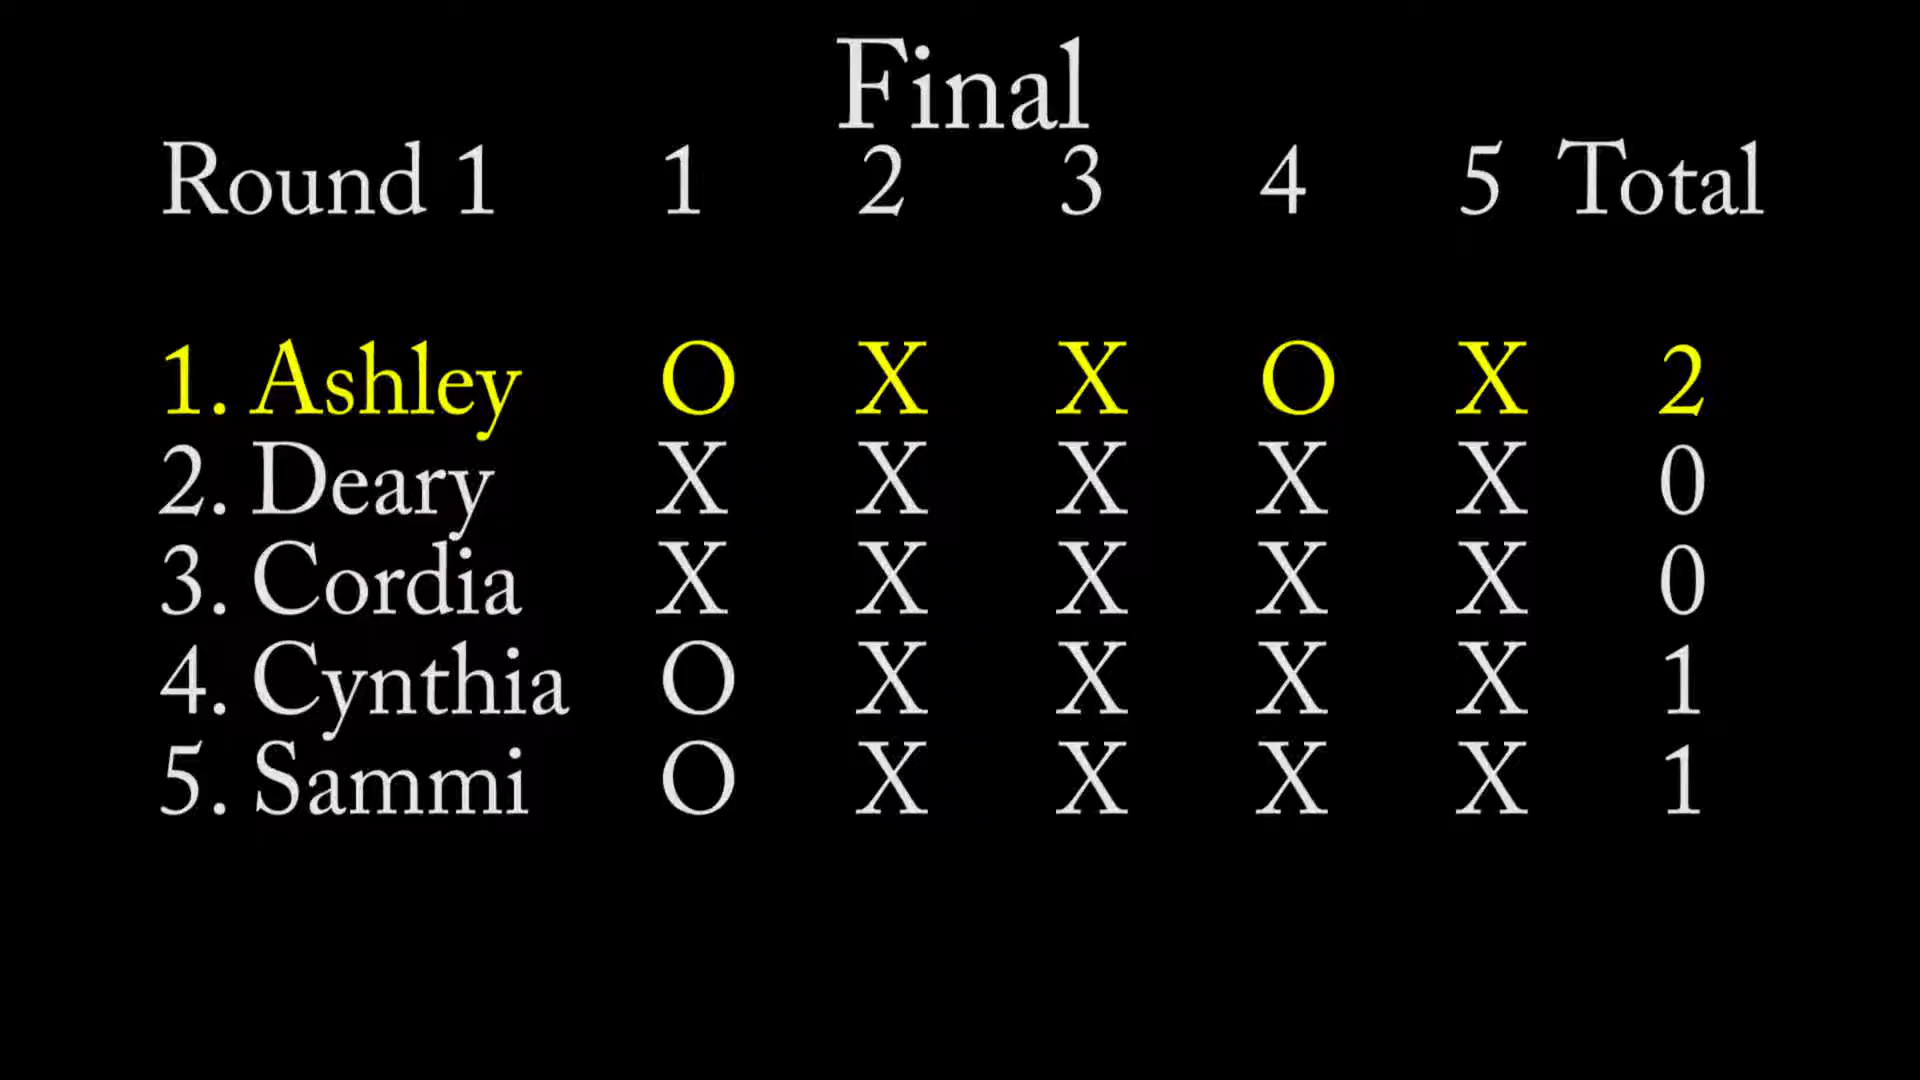 Final
Round 1 1 2 3 4 5 Total
1. Ashley O X X O X 2
2. Deary X X X X X 0
3. Cordia X X X X X 0
4. Cynthia O X X X X 1
5. Sammi O X X X X 1